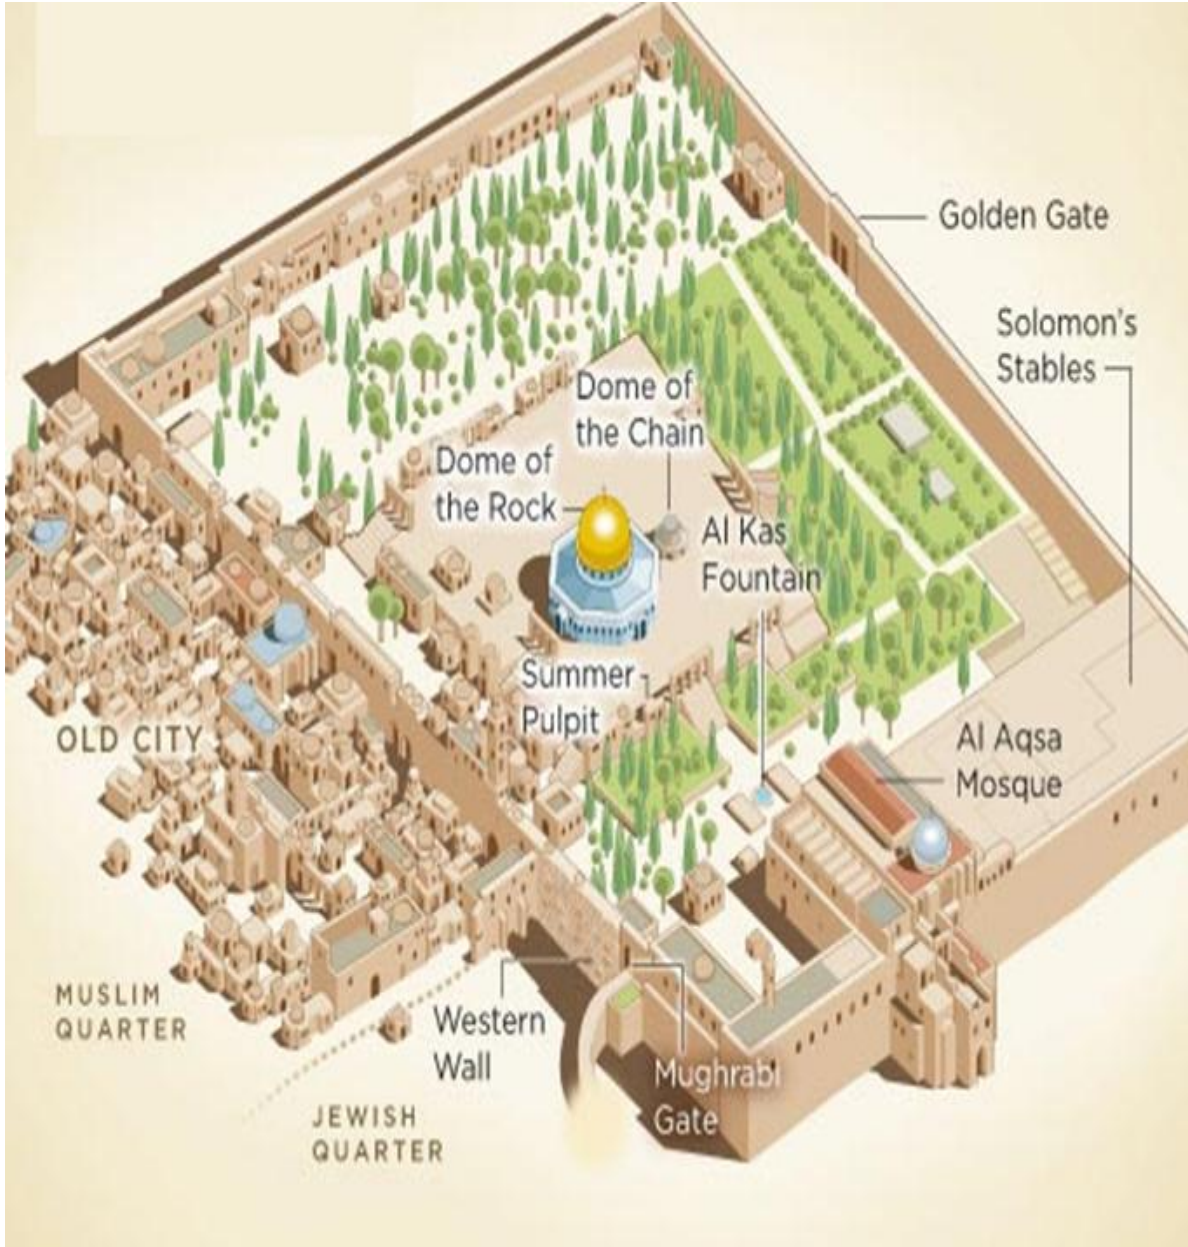 Golden Gate
Solomon's
Stables
Dome of
the Chain
Dome of
the Rock
Al Kas
Fountain
Summer
Pulpit
OLD CITY
Al Aqsa
Mosque
MUSLIM
QUARTER
Western
Wall
Mughrabi
Gate
JEWISH
QUARTER